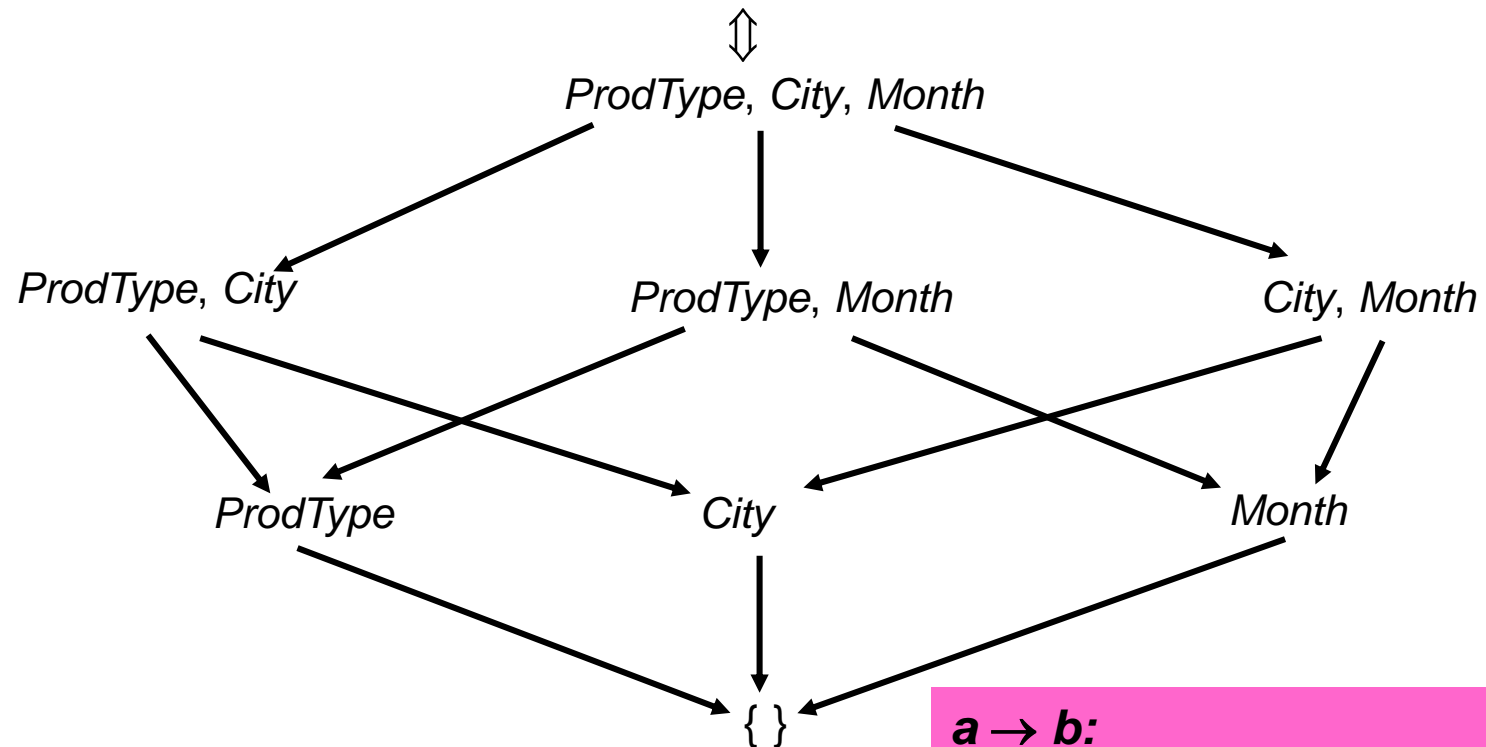 ⇕
ProdType, City, Month
ProdType, City
ProdType, Month
City, Month
ProdType
City
Month
{ }
a → b: